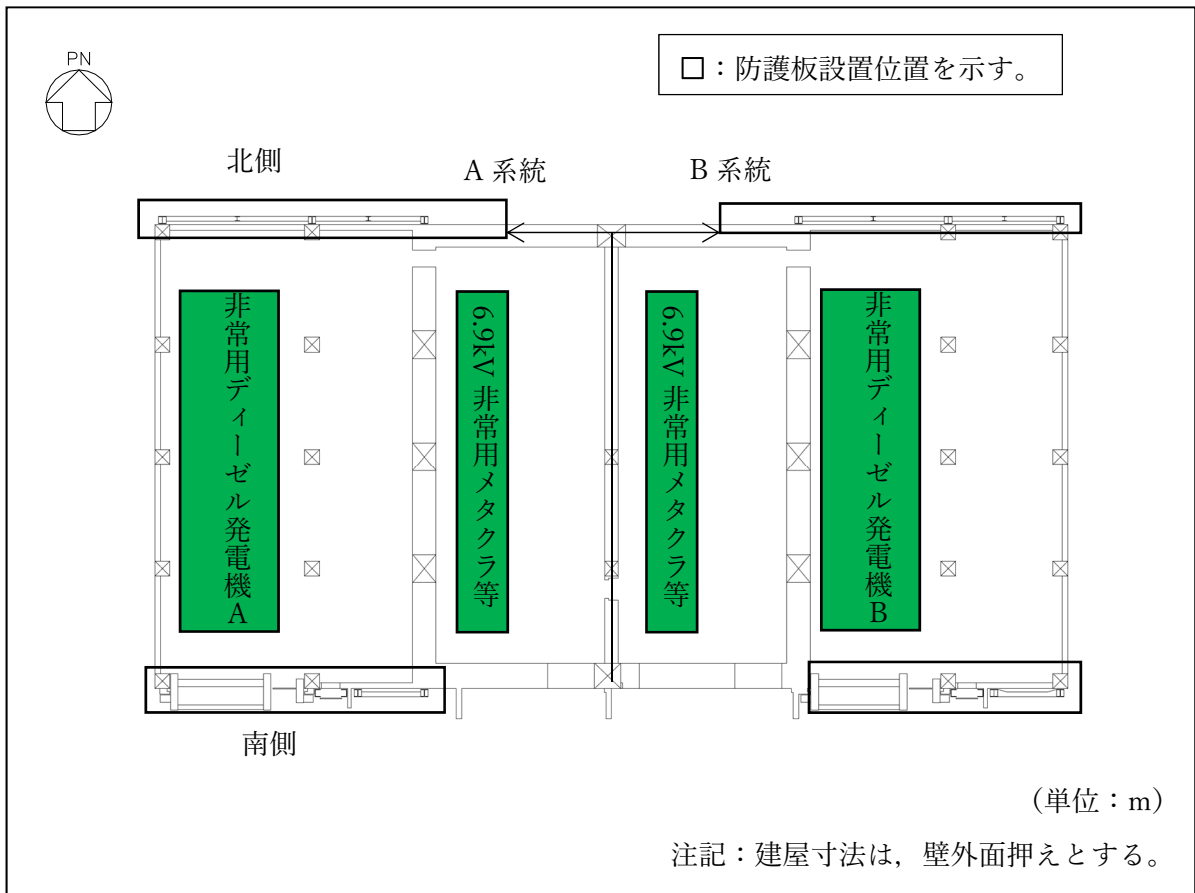 PN
□：防護板設置位置を示す。
北側
A 系統
B 系統
非常用ディーゼル発電機A
6.9kV 非常用メタクラ等
6.9kV 非常用メタクラ等
非常用ディーゼル発電機B
南側
（単位：m）
注記：建屋寸法は，壁外面押えとする。